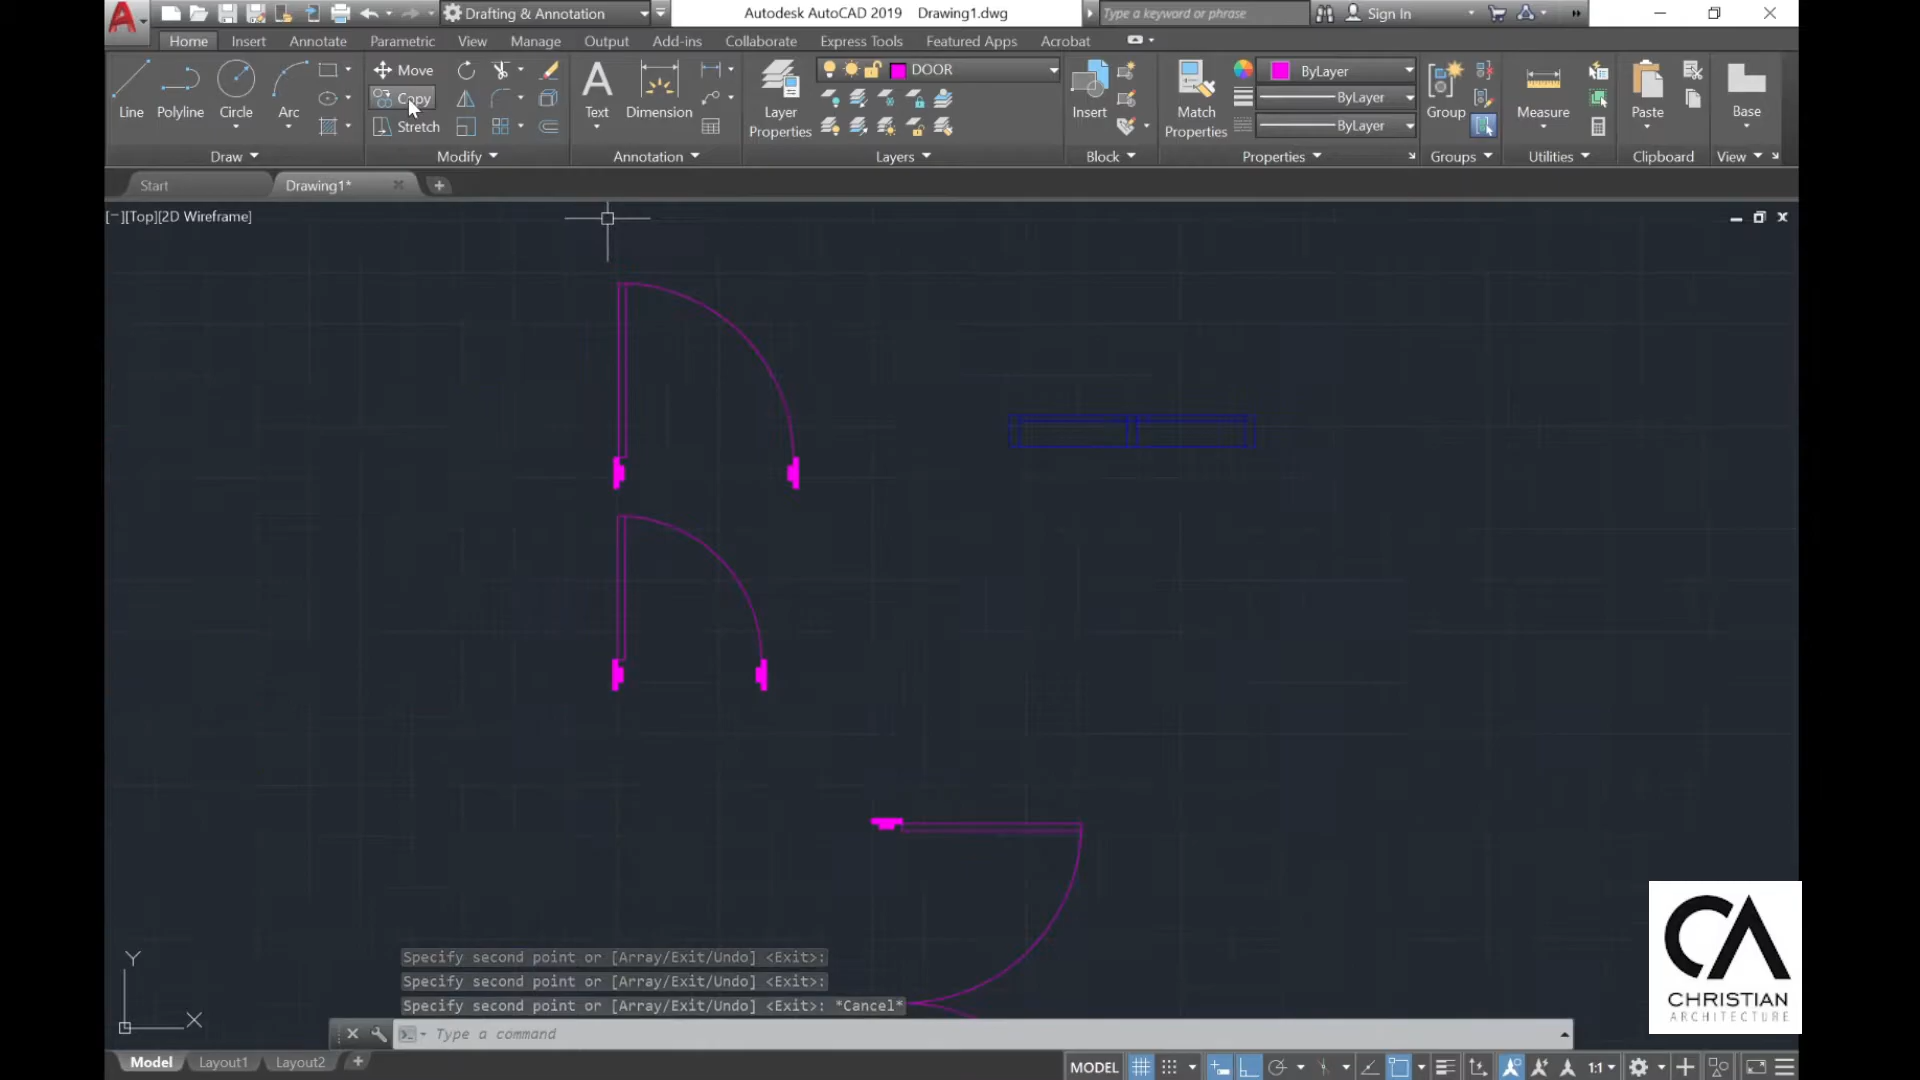 Drafting & Annotation
Autodesk AutoCAD 2019 Drawing1.dwg
Type a keyword or phrase
Sign In
Home Insert Annotate Parametric View Manage Output Add-ins Collaborate Express Tools Featured Apps Acrobat
Line Polyline Circle Arc
Move
Copy
Stretch
Text Dimension
Layer Properties
DOOR
Insert
Match Properties
ByLayer
ByLayer
ByLayer
Group
Measure
Paste
Base
Draw Modify Annotation Layers Block Properties Groups Utilities Clipboard View
Start Drawing1*
[−][Top][2D Wireframe]
Specify second point or [Array/Exit/Undo] <Exit>:
Specify second point or [Array/Exit/Undo] <Exit>:
Specify second point or [Array/Exit/Undo] <Exit>: *Cancel*
Y
X
Type a command
CA
CHRISTIAN
ARCHITECTURE
Model Layout1 Layout2
MODEL 1:1